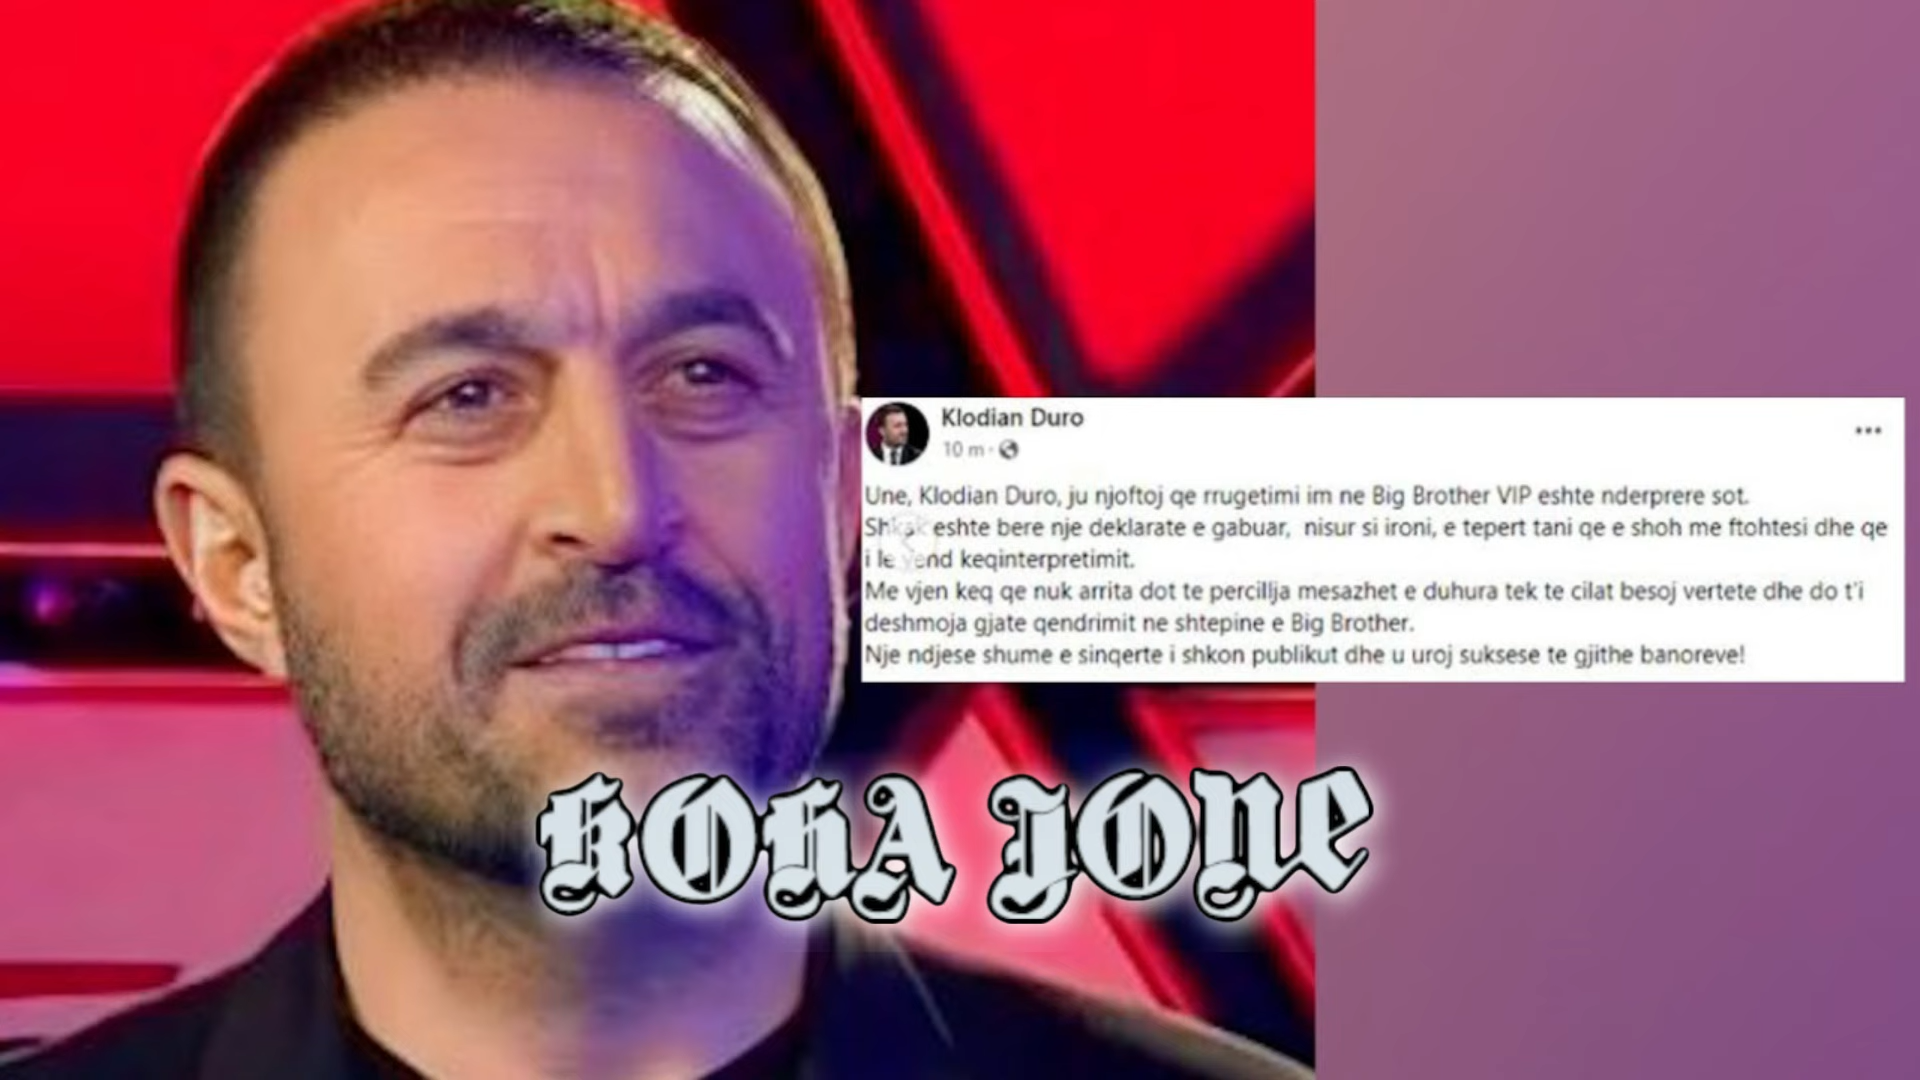 Klodian Duro
10 m
Une, Klodian Duro, ju njoftoj qe rrugetimi im ne Big Brother VIP eshte nderprere sot.
Shkak eshte bere nje deklarate e gabuar, nisur si ironi, e tepert tani qe e shoh me ftohtesi dhe qe
i le vend keqinterpretimit.
Me vjen keq qe nuk arrita dot te percillja mesazhet e duhura tek te cilat besoj vertete dhe do t'i
deshmoja gjate qendrimit ne shtepine e Big Brother.
Nje ndjese shume e sinqerte i shkon publikut dhe u uroj suksese te gjithe banoreve!
KOHA JONe